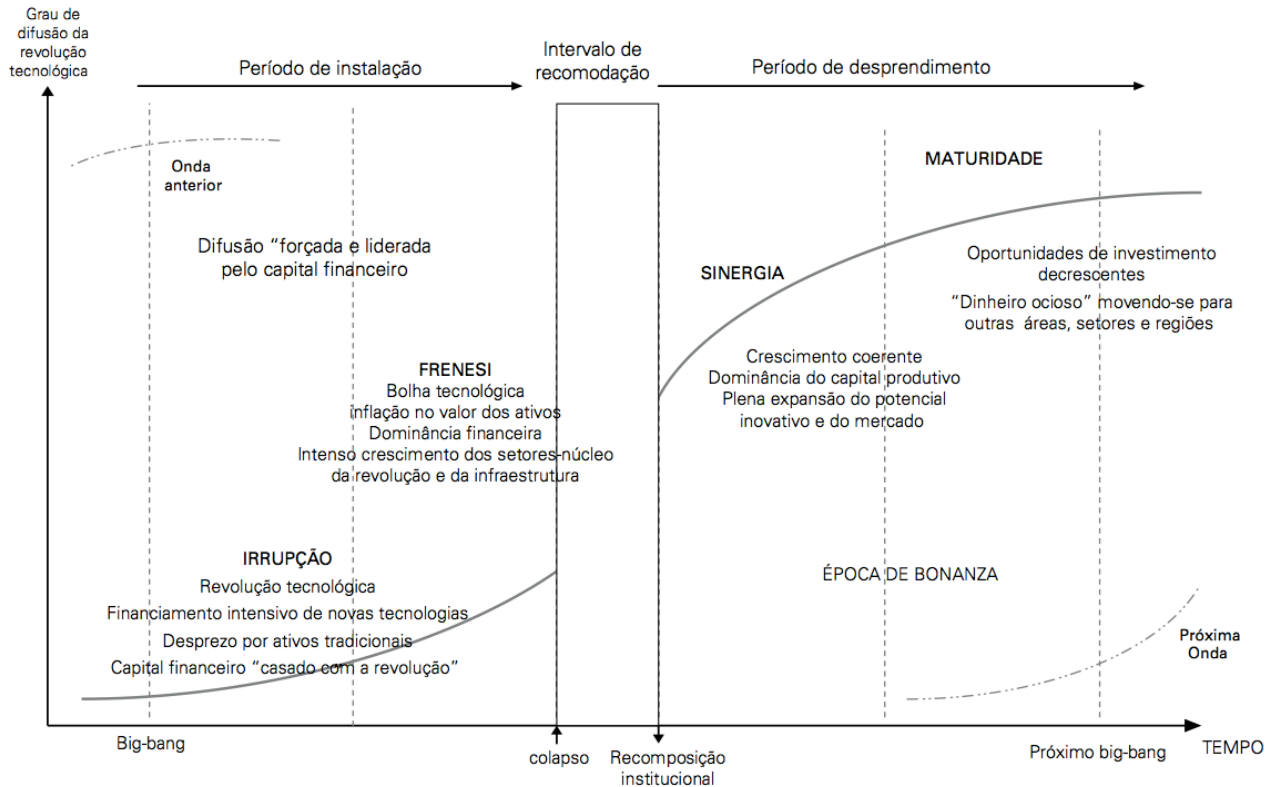 Grau de
difusão da
revolução
tecnológica
Período de instalação
Intervalo de
recomodação
Período de desprendimento
Onda
anterior
Difusão “forçada e liderada
pelo capital financeiro
FRENESI
Bolha tecnológica
inflação no valor dos ativos
Dominância financeira
Intenso crescimento dos setores-núcleo
da revolução e da infraestrutura
IRRUPÇÃO
Revolução tecnológica
Financiamento intensivo de novas tecnologias
Desprezo por ativos tradicionais
Capital financeiro “casado com a revolução”
MATURIDADE
Oportunidades de investimento
decrescentes
“Dinheiro ocioso” movendo-se para
outras áreas, setores e regiões
SINERGIA
Crescimento coerente
Dominância do capital produtivo
Plena expansão do potencial
inovativo e do mercado
ÉPOCA DE BONANZA
Próxima
Onda
Big-bang
colapso
Recomposição
institucional
Próximo big-bang
TEMPO